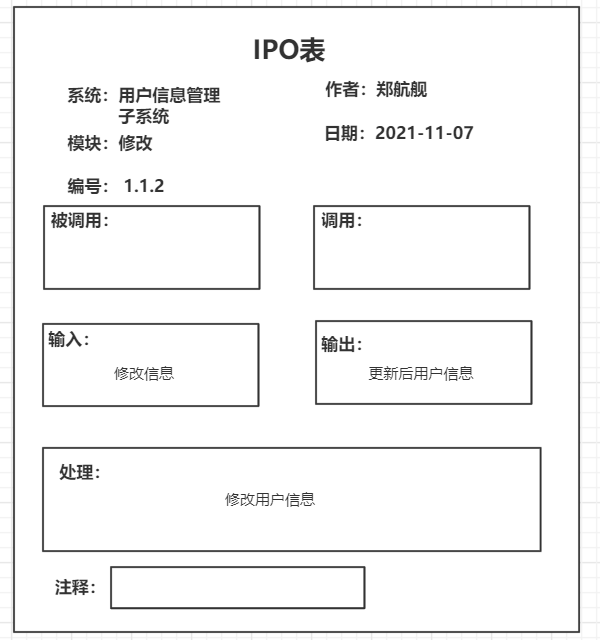 IPO表
系统：用户信息管理
子系统
作者：郑航舰
模块：修改
日期：2021-11-07
编号： 1.1.2
被调用：
调用：
输入：
修改信息
输出：
更新后用户信息
处理：
修改用户信息
注释：